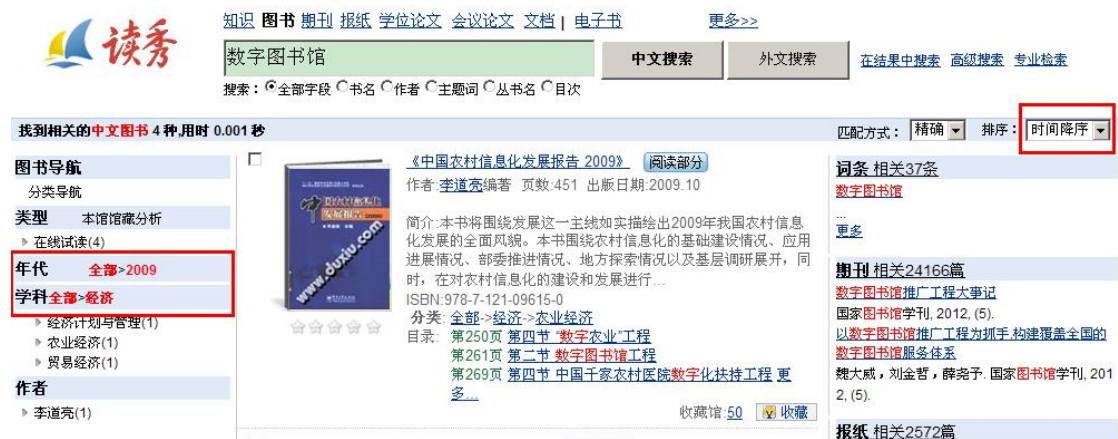 读秀
知识 图书 期刊 报纸 学位论文 会议论文 文档 | 电子书 更多>>
数字图书馆
中文搜索 外文搜索 在结果中搜索 高级搜索 专业检索
搜索：全部字段 书名 作者 主题词 丛书名 目次
找到相关的中文图书 4 种,用时 0.001 秒
匹配方式： 精确 排序： 时间降序
图书导航
分类导航
类型 本馆馆藏分析
在线试读(4)
年代 全部>2009
学科全部>经济
经济计划与管理(1)
农业经济(1)
贸易经济(1)
作者
李道亮(1)
www.duxiu.com
《中国农村信息化发展报告 2009》 阅读部分
作者:李道亮编著 页数:451 出版日期:2009.10
简介:本书将围绕发展这一主线如实描绘出2009年我国农村信息
化发展的全面风貌。本书围绕农村信息化的基础建设情况、应用
进展情况、部委推进情况、地方探索情况以及基层调研展开，同
时，在对农村信息化的建设和发展进行...
ISBN:978-7-121-09615-0
分类: 全部->经济->农业经济
目录: 第250页 第四节 “数字农业”工程
第261页 第二节 数字图书馆工程
第269页 第四节 中国千家农村医院数字化扶持工程 更
多...
收藏馆:50 收藏
词条 相关37条
数字图书馆
...
更多
期刊 相关24166篇
数字图书馆推广工程大事记
国家图书馆学刊, 2012, (5).
以数字图书馆推广工程为抓手,构建覆盖全国的
数字图书馆服务体系
魏大威，刘金哲，薛尧予. 国家图书馆学刊, 201
2, (5).
报纸 相关2572篇